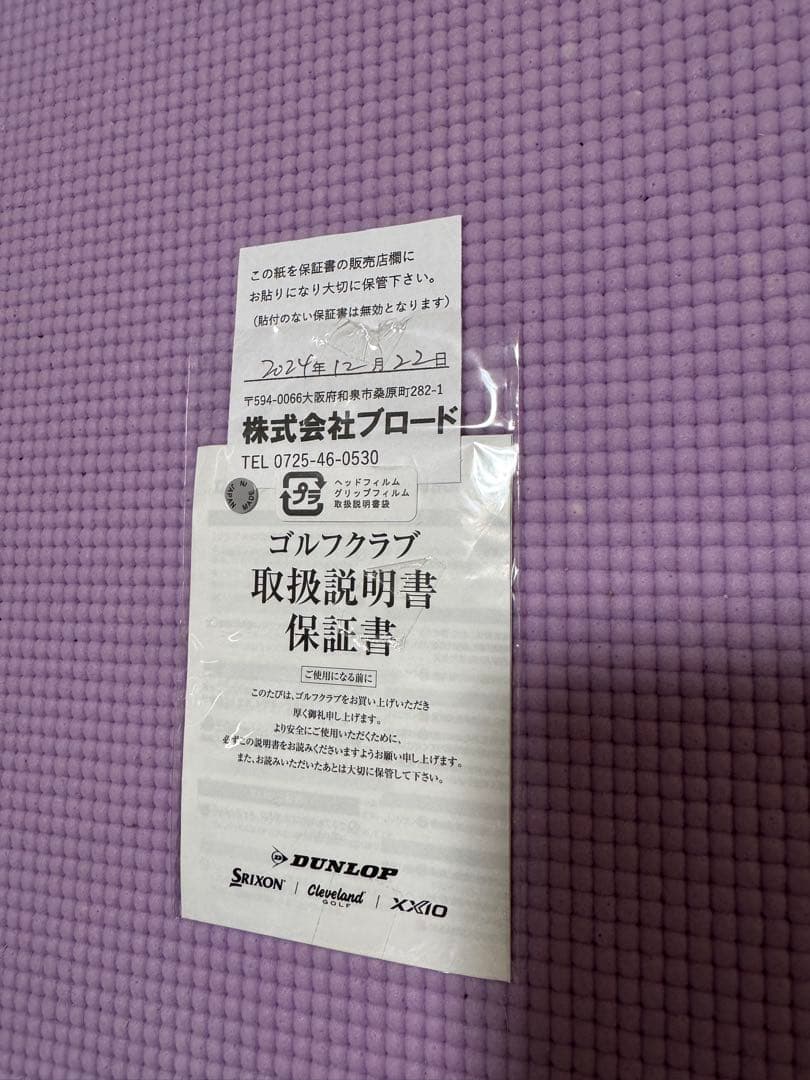 この紙を保証書の販売店欄に
お貼りになり大切に保管下さい。
(貼付のない保証書は無効となります)
2024年12月22日
〒594-0066大阪府和泉市桑原町282-1
株式会社ブロード
TEL 0725-46-0530
MADE IN JAPAN
プラ
ヘッドフィルム
グリップフィルム
取扱説明書袋
ゴルフクラブ
取扱説明書
保証書
ご使用になる前に
このたびは、ゴルフクラブをお買い上げいただき
厚く御礼申し上げます。
より安全にご使用いただくために、
必ずこの説明書をお読みくださいますようお願い申し上げます。
また、お読みいただいたあとは大切に保管して下さい。
DUNLOP
SRIXON | Cleveland GOLF | XXIO